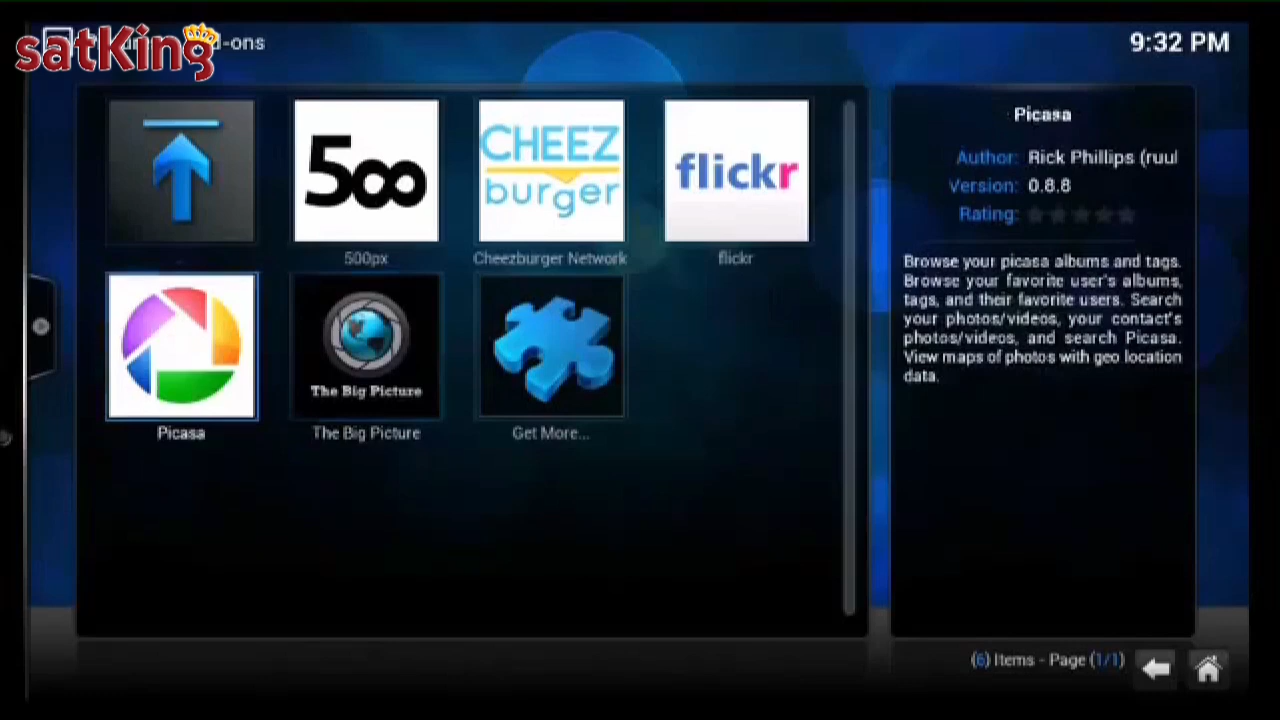 satKing
-ons
9:32 PM
500
CHEEZ
burger
flickr
500px
Cheezburger Network
flickr
The Big Picture
Picasa
The Big Picture
Get More...
Picasa
Author: Rick Phillips (ruul
Version: 0.8.8
Rating:
Browse your picasa albums and tags.
Browse your favorite user's albums,
tags, and their favorite users. Search
your photos/videos, your contact's
photos/videos, and search Picasa.
View maps of photos with geo location
data.
(6) Items - Page (1/1)